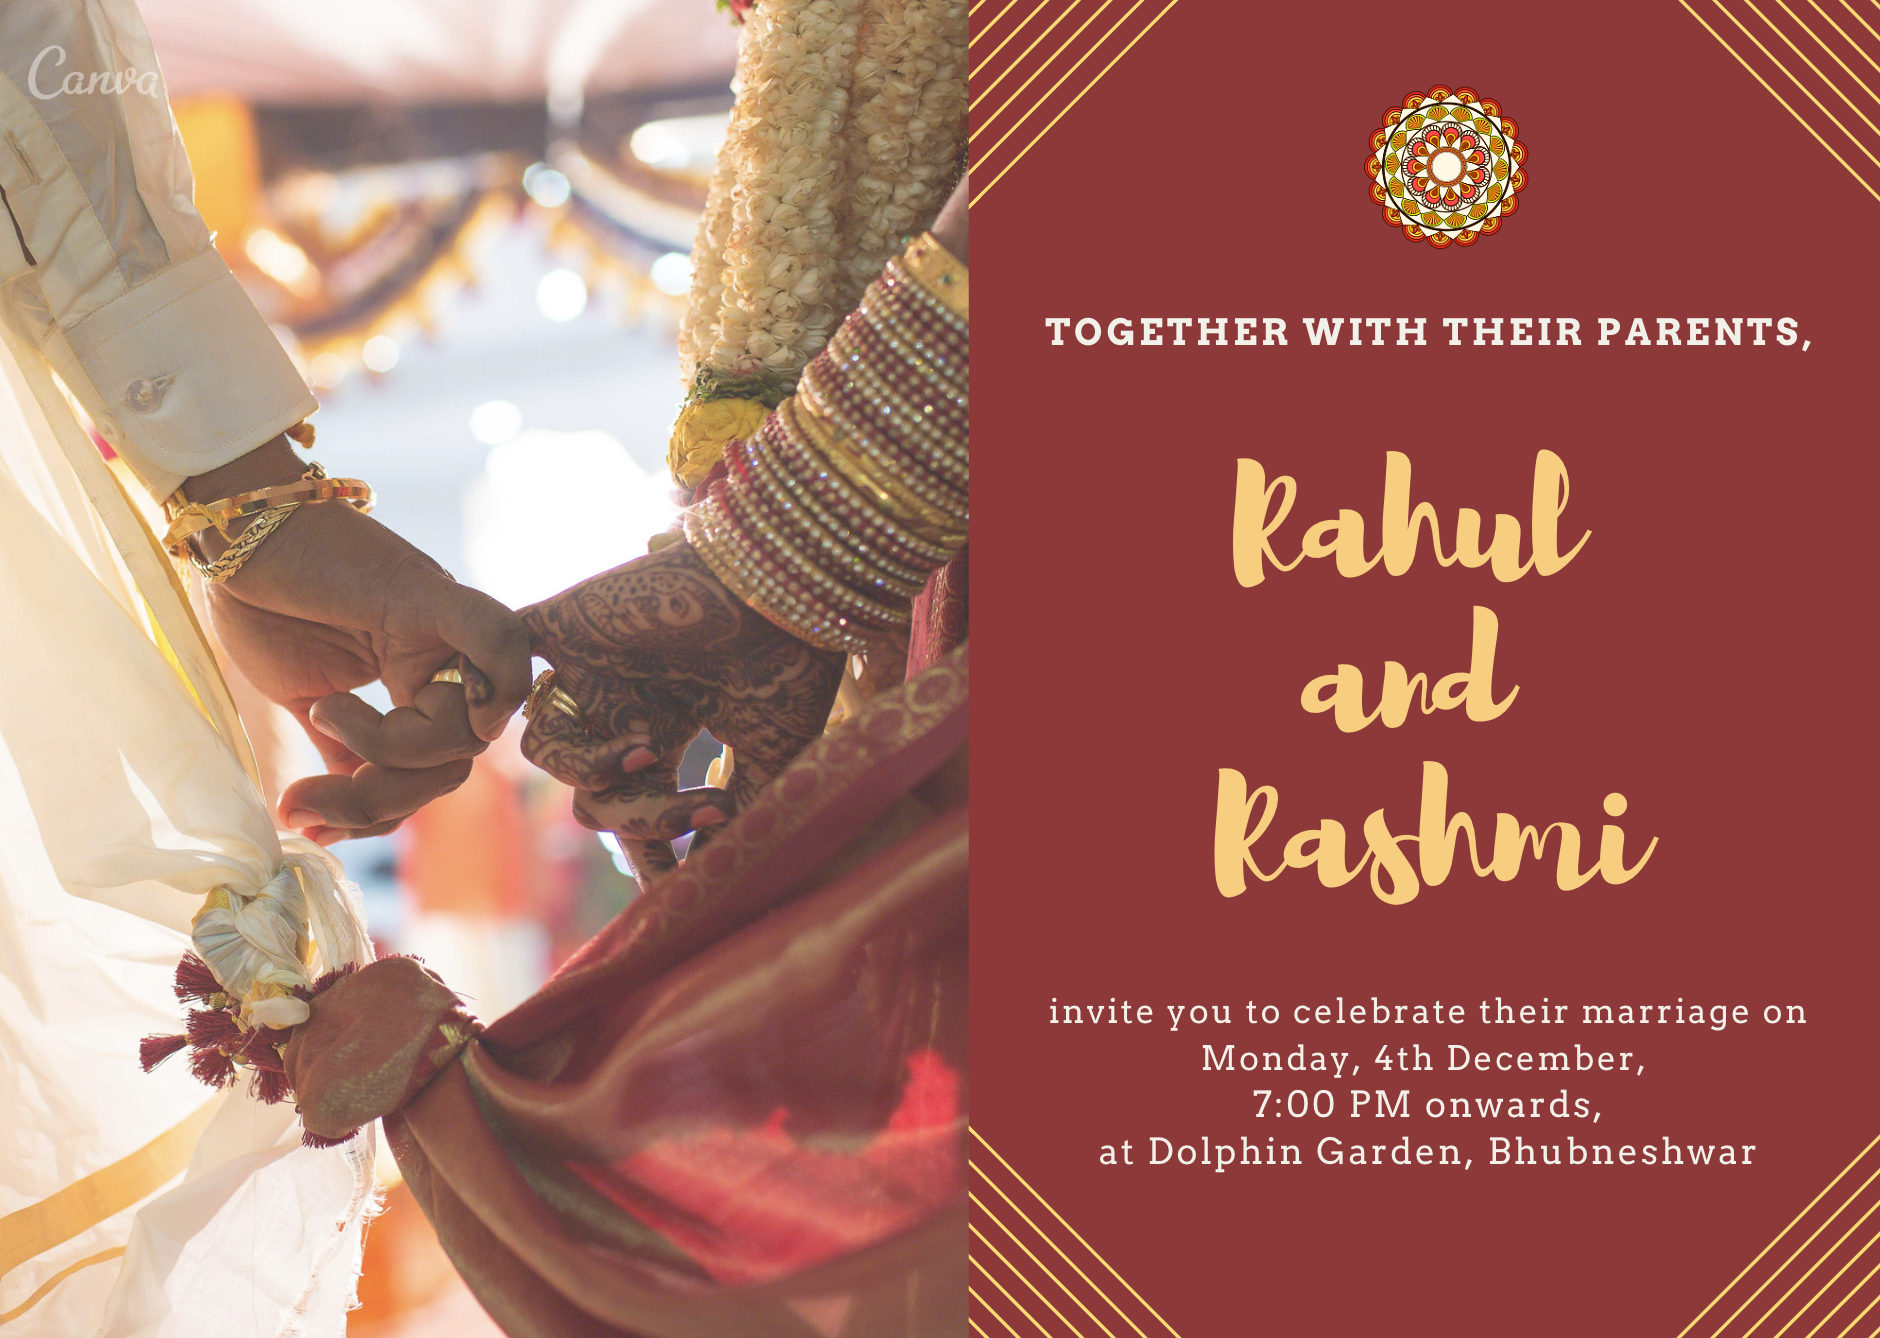 Canva
TOGETHER WITH THEIR PARENTS,
Rahul
and
Rashmi
invite you to celebrate their marriage on
Monday, 4th December,
7:00 PM onwards,
at Dolphin Garden, Bhubneshwar